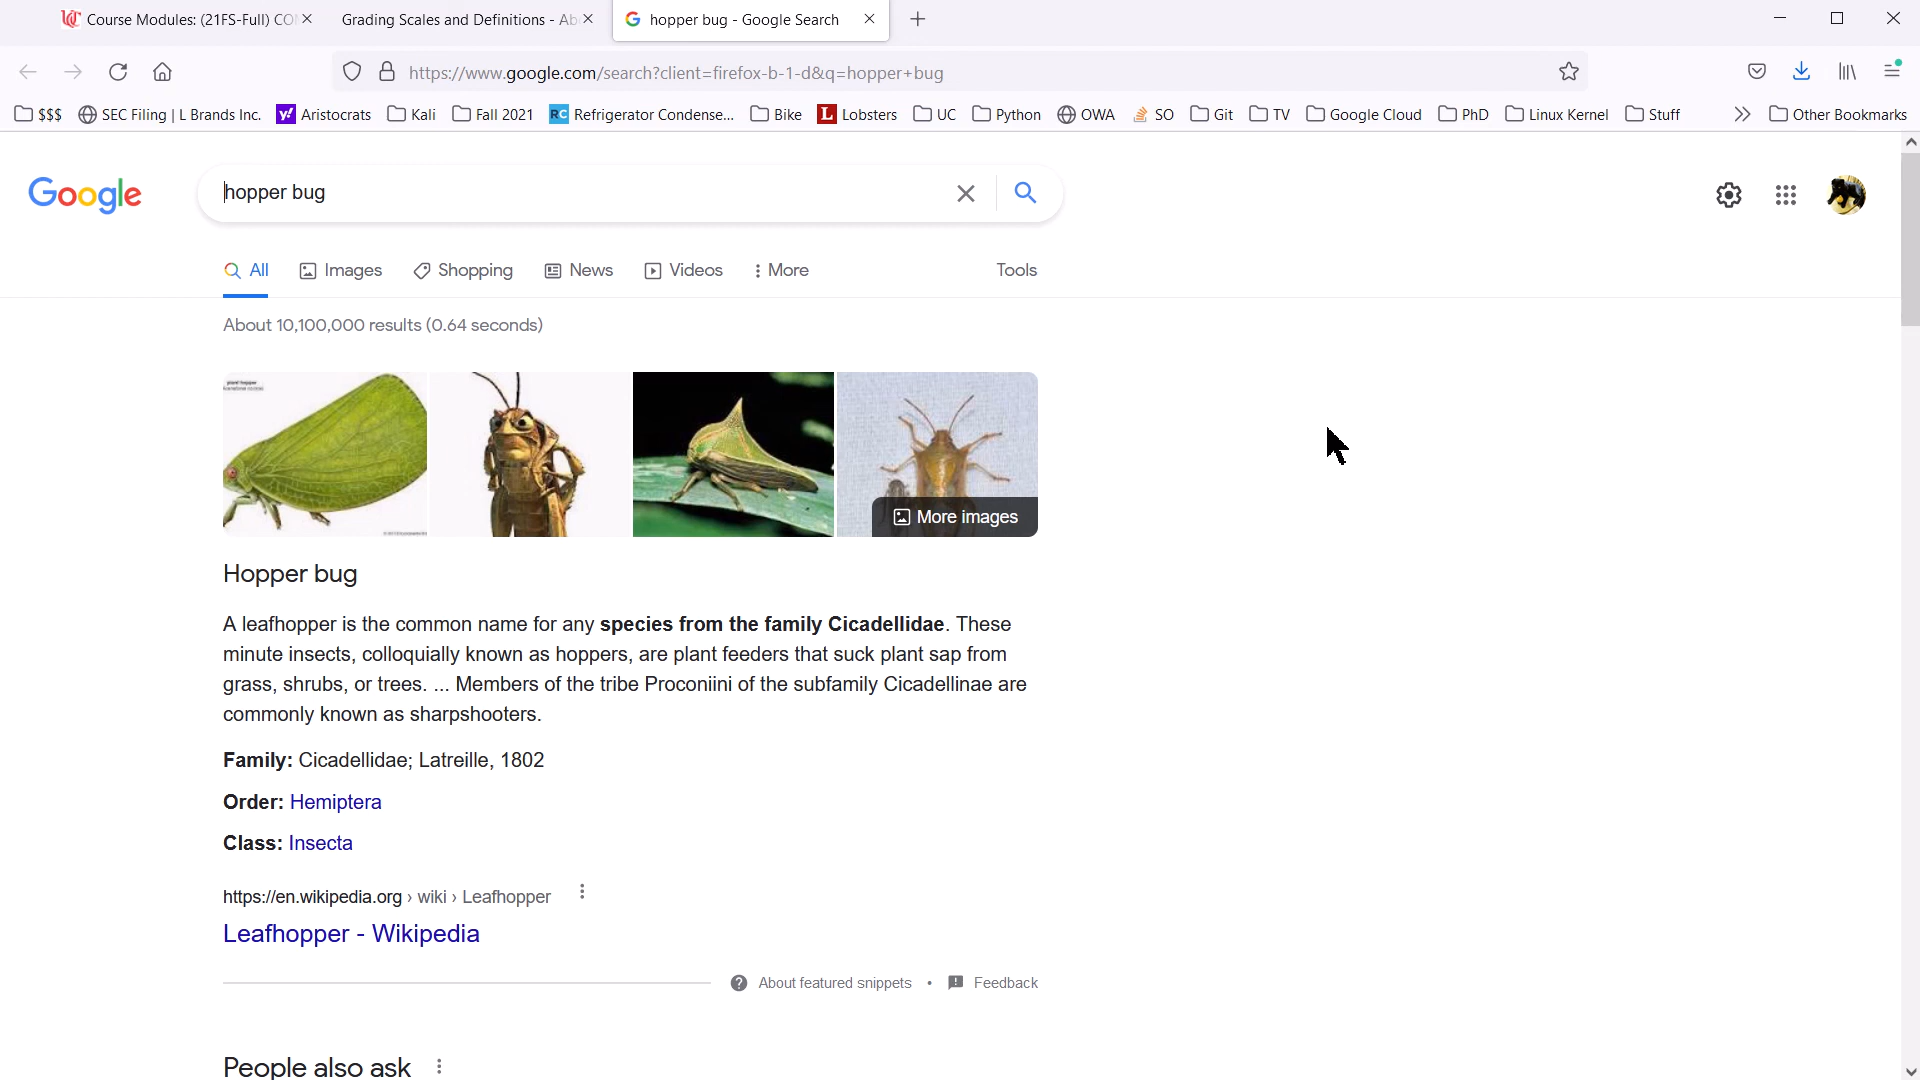 Course Modules: (21FS-Full) CO
Grading Scales and Definitions - Ab
hopper bug - Google Search
https://www.google.com/search?client=firefox-b-1-d&q=hopper+bug
$$$ SEC Filing | L Brands Inc. Aristocrats Kali Fall 2021 RC Refrigerator Condense... Bike L Lobsters UC Python OWA SO Git TV Google Cloud PhD Linux Kernel Stuff Other Bookmarks
Google
hopper bug
All Images Shopping News Videos More Tools
About 10,100,000 results (0.64 seconds)
More images
Hopper bug
A leafhopper is the common name for any species from the family Cicadellidae. These
minute insects, colloquially known as hoppers, are plant feeders that suck plant sap from
grass, shrubs, or trees. ... Members of the tribe Proconiini of the subfamily Cicadellinae are
commonly known as sharpshooters.
Family: Cicadellidae; Latreille, 1802
Order: Hemiptera
Class: Insecta
https://en.wikipedia.org › wiki › Leafhopper
Leafhopper - Wikipedia
About featured snippets • Feedback
People also ask